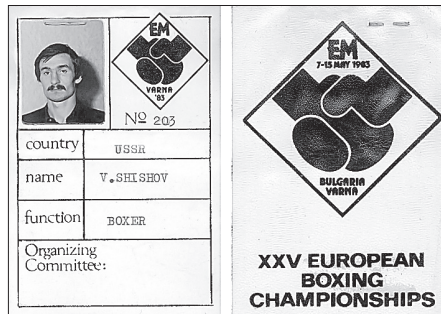 EM
VARNA
'83
Nº 203
country USSR
name V.SHISHOV
function BOXER
Organizing
Committee:
EM
7-15 MAY 1983
BULGARIA
VARNA
XXV EUROPEAN
BOXING
CHAMPIONSHIPS